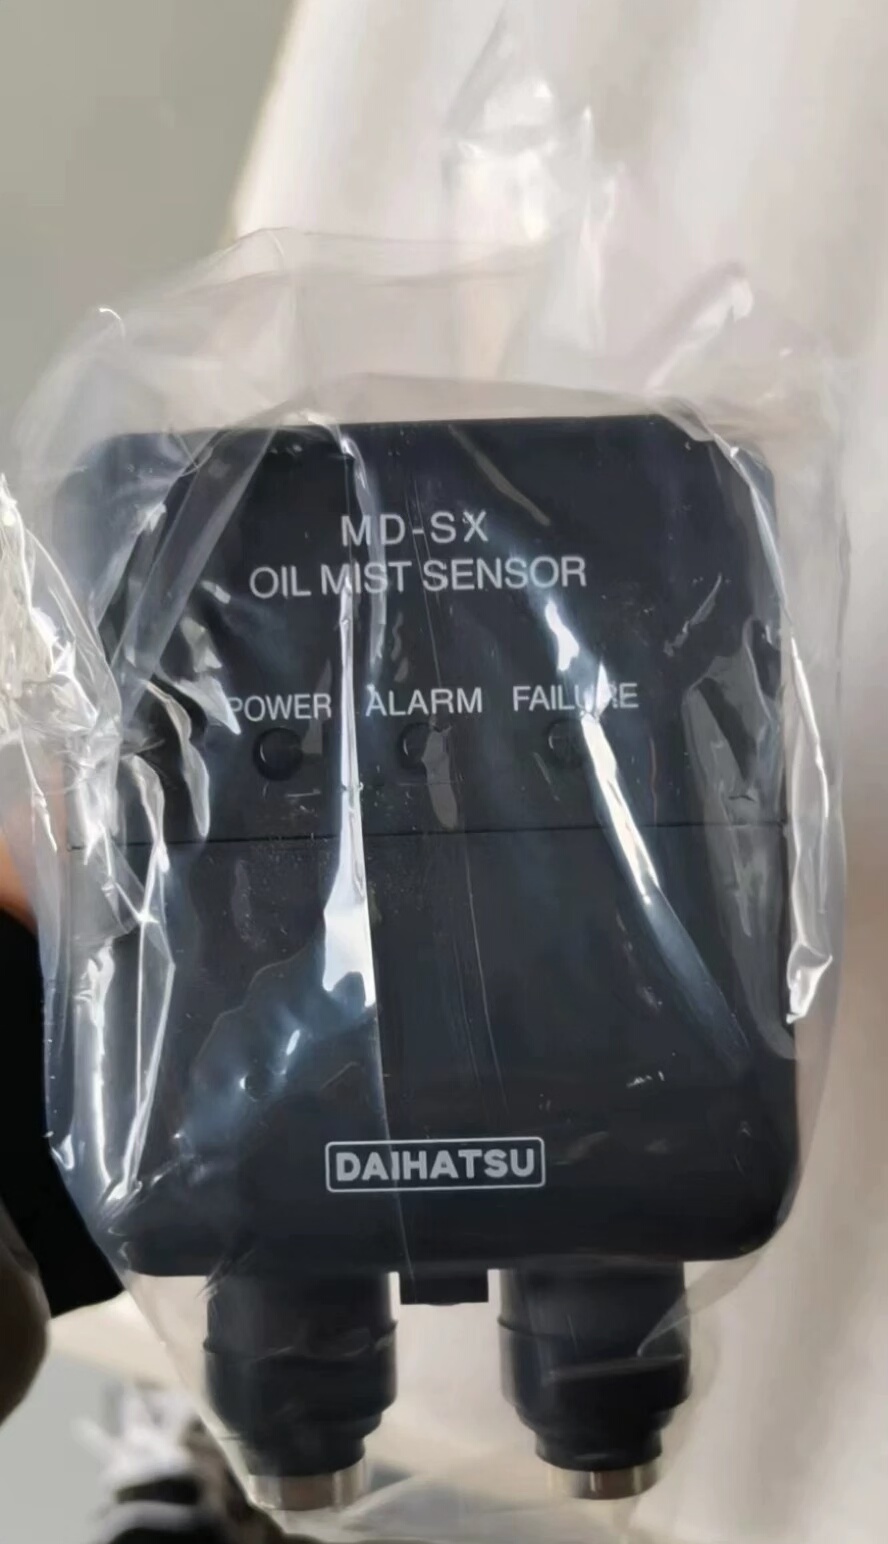 MD-SX
OIL MIST SENSOR
POWER ALARM FAILURE
DAIHATSU